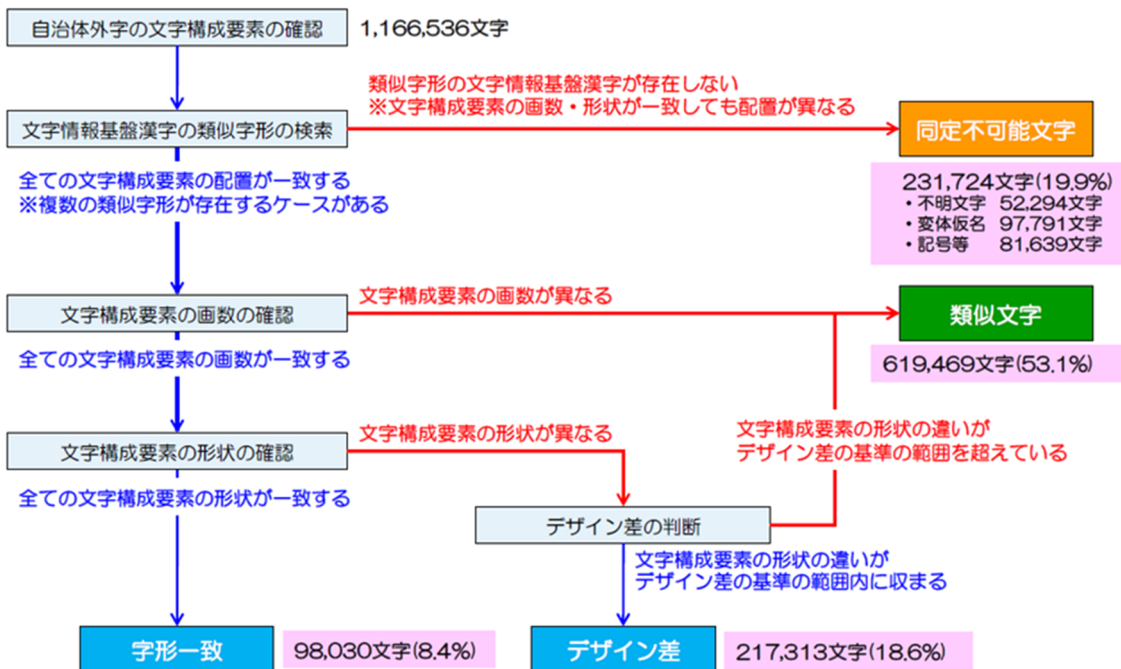 自治体外字の文字構成要素の確認
1,166,536文字
類似字形の文字情報基盤漢字が存在しない
※文字構成要素の画数・形状が一致しても配置が異なる
文字情報基盤漢字の類似字形の検索
同定不可能文字
全ての文字構成要素の配置が一致する
※複数の類似字形が存在するケースがある
231,724文字(19.9%)
・不明文字 52,294文字
・変体仮名 97,791文字
・記号等 81,639文字
文字構成要素の画数の確認
文字構成要素の画数が異なる
類似文字
全ての文字構成要素の画数が一致する
619,469文字(53.1%)
文字構成要素の形状の確認
文字構成要素の形状が異なる
文字構成要素の形状の違いが
デザイン差の基準の範囲を超えている
全ての文字構成要素の形状が一致する
デザイン差の判断
文字構成要素の形状の違いが
デザイン差の基準の範囲内に収まる
字形一致
98,030文字(8.4%)
デザイン差
217,313文字(18.6%)